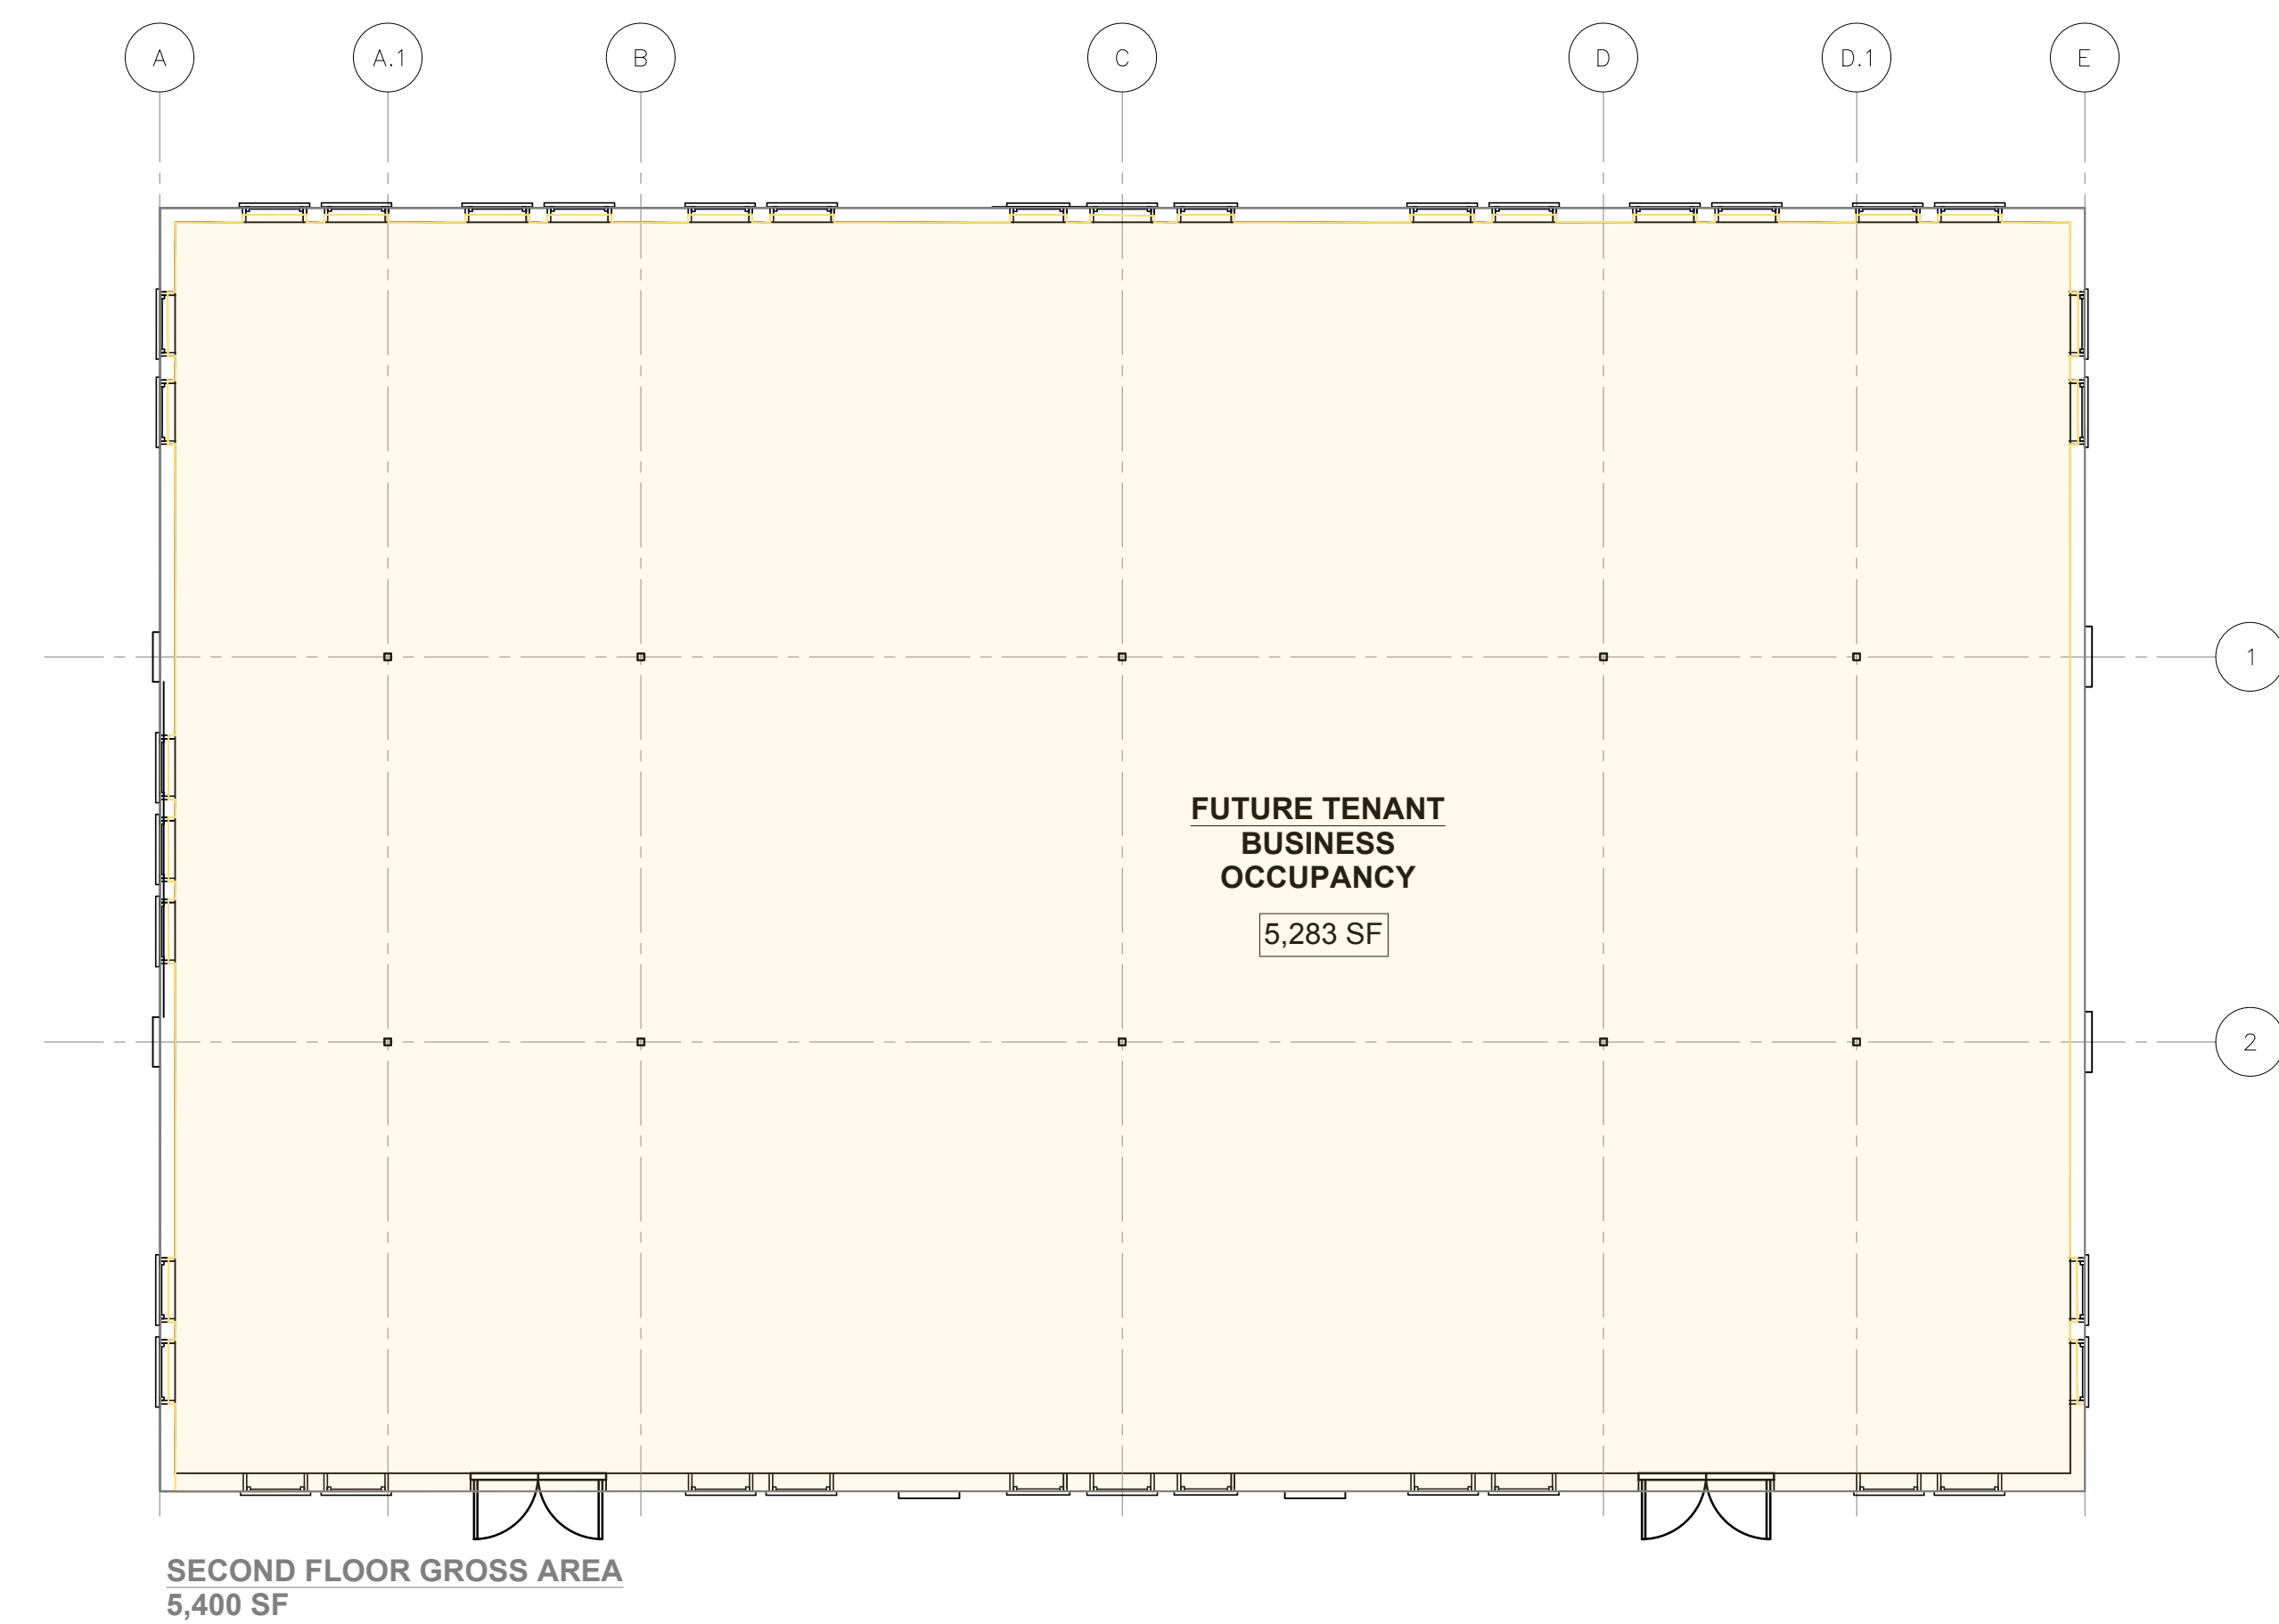 A
A.1
B
C
D
D.1
E
1
FUTURE TENANT
BUSINESS
OCCUPANCY
5,283 SF
2
SECOND FLOOR GROSS AREA
5,400 SF